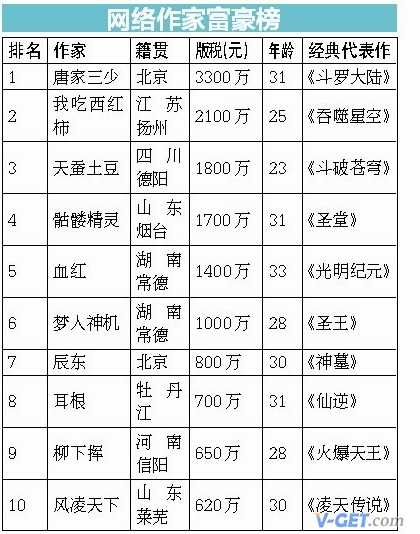 网络作家富豪榜
排名 作家 籍贯 版税(元) 年龄 经典代表作
1 唐家三少 北京 3300万 31 《斗罗大陆》
2 我吃西红柿 江苏扬州 2100万 25 《吞噬星空》
3 天蚕土豆 四川德阳 1800万 23 《斗破苍穹》
4 骷髅精灵 山东烟台 1700万 31 《圣堂》
5 血红 湖南常德 1400万 33 《光明纪元》
6 梦人神机 湖南常德 1000万 28 《圣王》
7 辰东 北京 800万 30 《神墓》
8 耳根 牡丹江 700万 31 《仙逆》
9 柳下挥 河南信阳 650万 28 《火爆天王》
10 风凌天下 山东莱芜 620万 30 《凌天传说》
V-GET.com